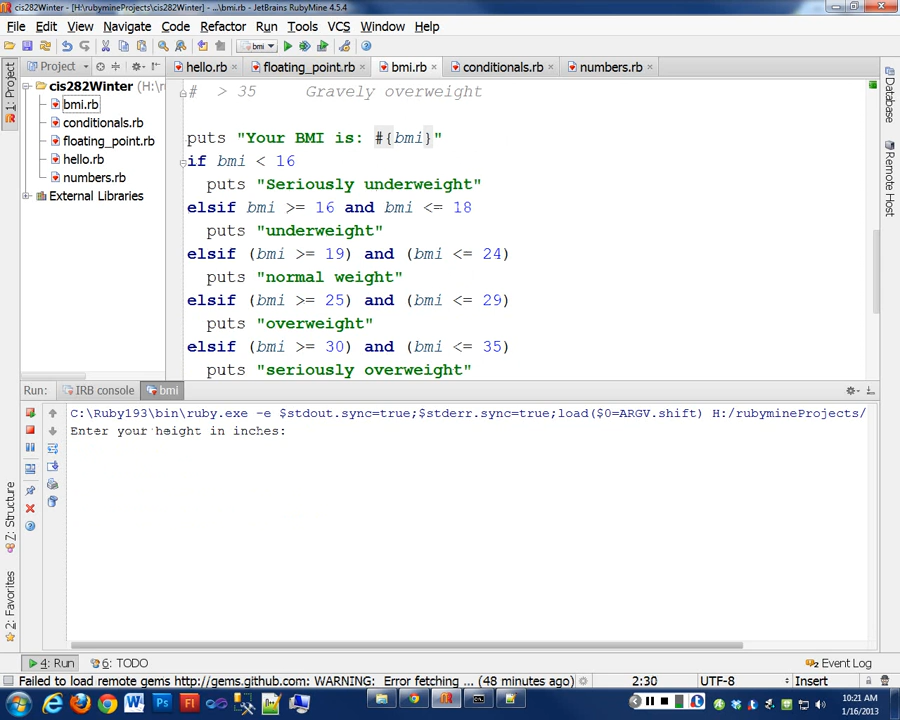 cis282Winter - [H:\rubymineProjects\cis282Winter] - ...\bmi.rb - JetBrains RubyMine 4.5.4
File Edit View Navigate Code Refactor Run Tools VCS Window Help
bmi
1: Project
Project
hello.rb
floating_point.rb
bmi.rb
conditionals.rb
numbers.rb
cis282Winter (H:\r
bmi.rb
conditionals.rb
floating_point.rb
hello.rb
numbers.rb
External Libraries
# > 35 Gravely overweight
puts "Your BMI is: #{bmi}"
if bmi < 16
puts "Seriously underweight"
elsif bmi >= 16 and bmi <= 18
puts "underweight"
elsif (bmi >= 19) and (bmi <= 24)
puts "normal weight"
elsif (bmi >= 25) and (bmi <= 29)
puts "overweight"
elsif (bmi >= 30) and (bmi <= 35)
puts "seriously overweight"
Database
Remote Host
Run: IRB console bmi
C:\Ruby193\bin\ruby.exe -e $stdout.sync=true;$stderr.sync=true;load($0=ARGV.shift) H:/rubymineProjects/
Enter your height in inches:
Z: Structure
2: Favorites
4: Run 6: TODO Event Log
Failed to load remote gems http://gems.github.com: WARNING: Error fetching ... (48 minutes ago) 2:30 UTF-8 Insert
10:21 AM
1/16/2013